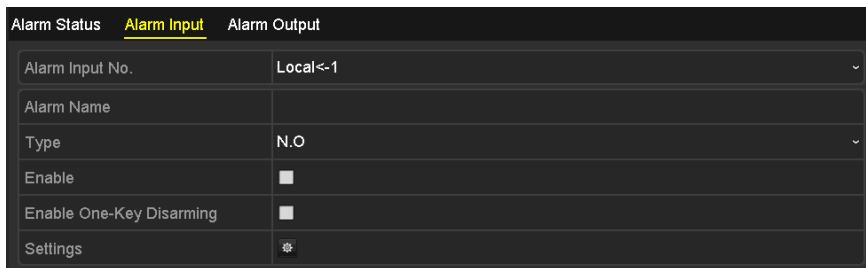 Alarm Status Alarm Input Alarm Output
Alarm Input No. Local<-1
Alarm Name
Type N.O
Enable
Enable One-Key Disarming
Settings